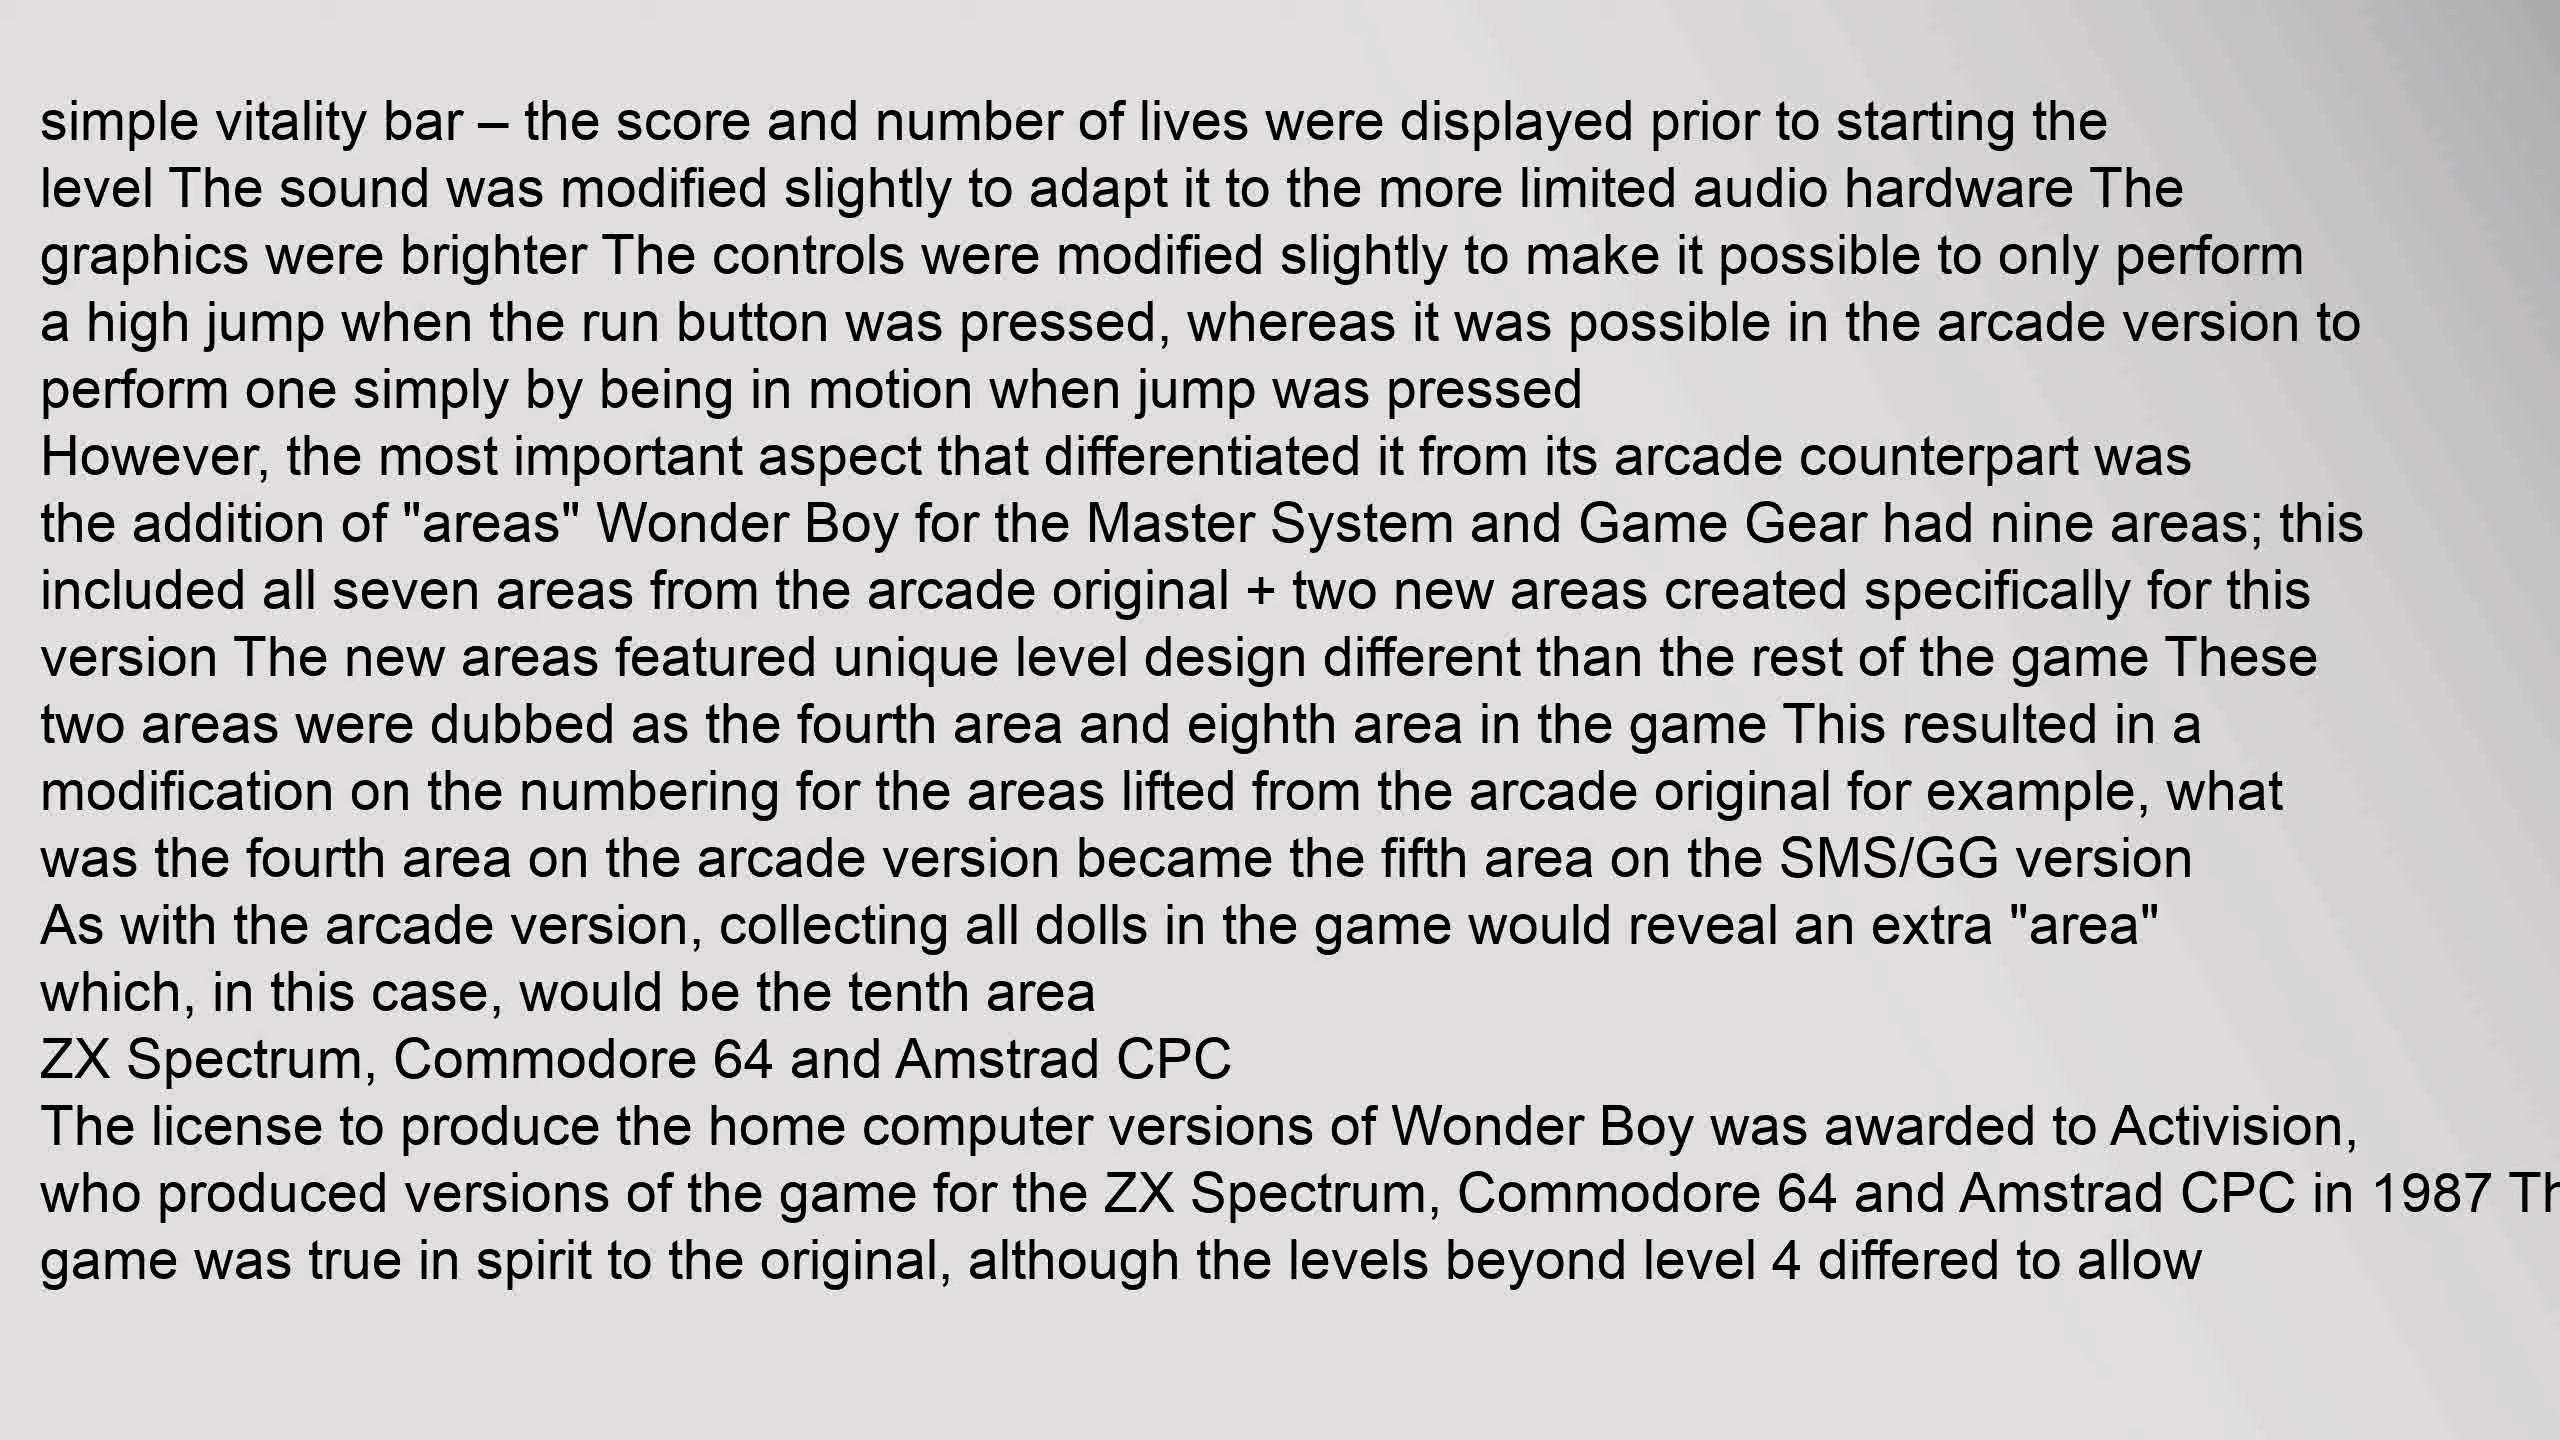 simple vitality bar – the score and number of lives were displayed prior to starting the
level The sound was modified slightly to adapt it to the more limited audio hardware The
graphics were brighter The controls were modified slightly to make it possible to only perform
a high jump when the run button was pressed, whereas it was possible in the arcade version to
perform one simply by being in motion when jump was pressed
However, the most important aspect that differentiated it from its arcade counterpart was
the addition of "areas" Wonder Boy for the Master System and Game Gear had nine areas; this
included all seven areas from the arcade original + two new areas created specifically for this
version The new areas featured unique level design different than the rest of the game These
two areas were dubbed as the fourth area and eighth area in the game This resulted in a
modification on the numbering for the areas lifted from the arcade original for example, what
was the fourth area on the arcade version became the fifth area on the SMS/GG version
As with the arcade version, collecting all dolls in the game would reveal an extra "area"
which, in this case, would be the tenth area
ZX Spectrum, Commodore 64 and Amstrad CPC
The license to produce the home computer versions of Wonder Boy was awarded to Activision,
who produced versions of the game for the ZX Spectrum, Commodore 64 and Amstrad CPC in 1987
game was true in spirit to the original, although the levels beyond level 4 differed to allow